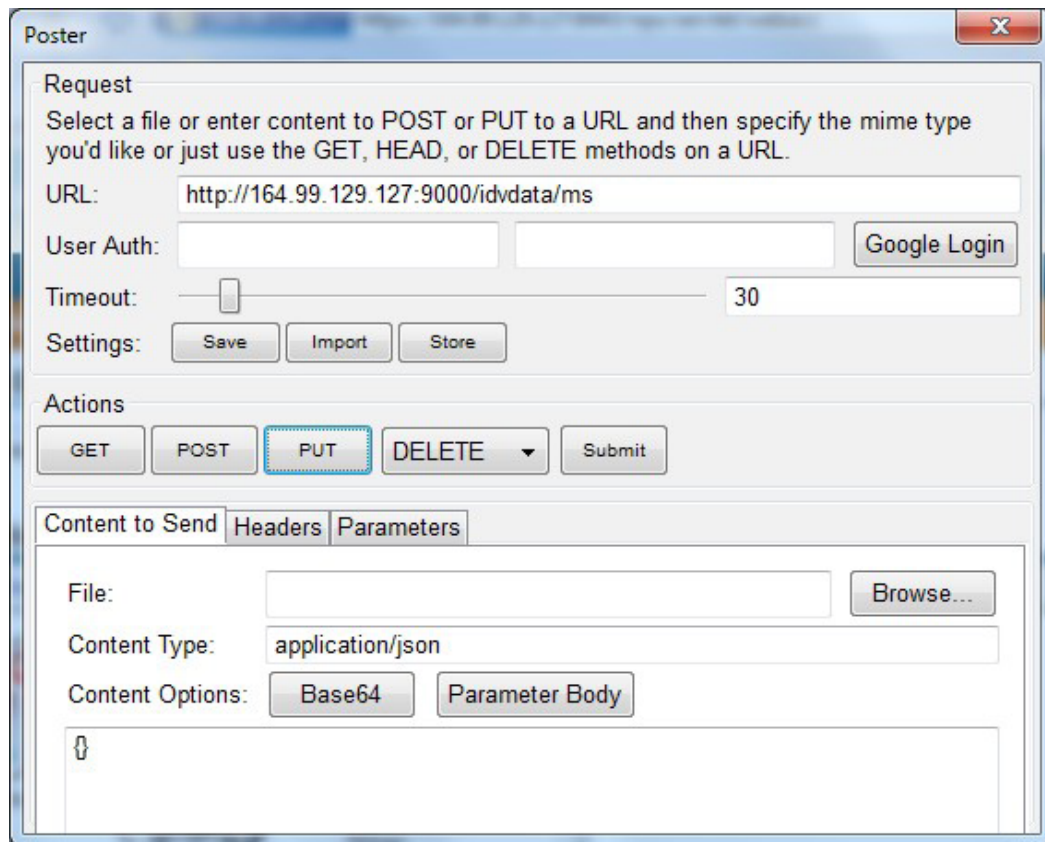 Poster
X
Request
Select a file or enter content to POST or PUT to a URL and then specify the mime type
you'd like or just use the GET, HEAD, or DELETE methods on a URL.
URL: http://164.99.129.127:9000/idvdata/ms
User Auth: Google Login
Timeout: 30
Settings: Save Import Store
Actions
GET POST PUT DELETE Submit
Content to Send Headers Parameters
File: Browse...
Content Type: application/json
Content Options: Base64 Parameter Body
{}